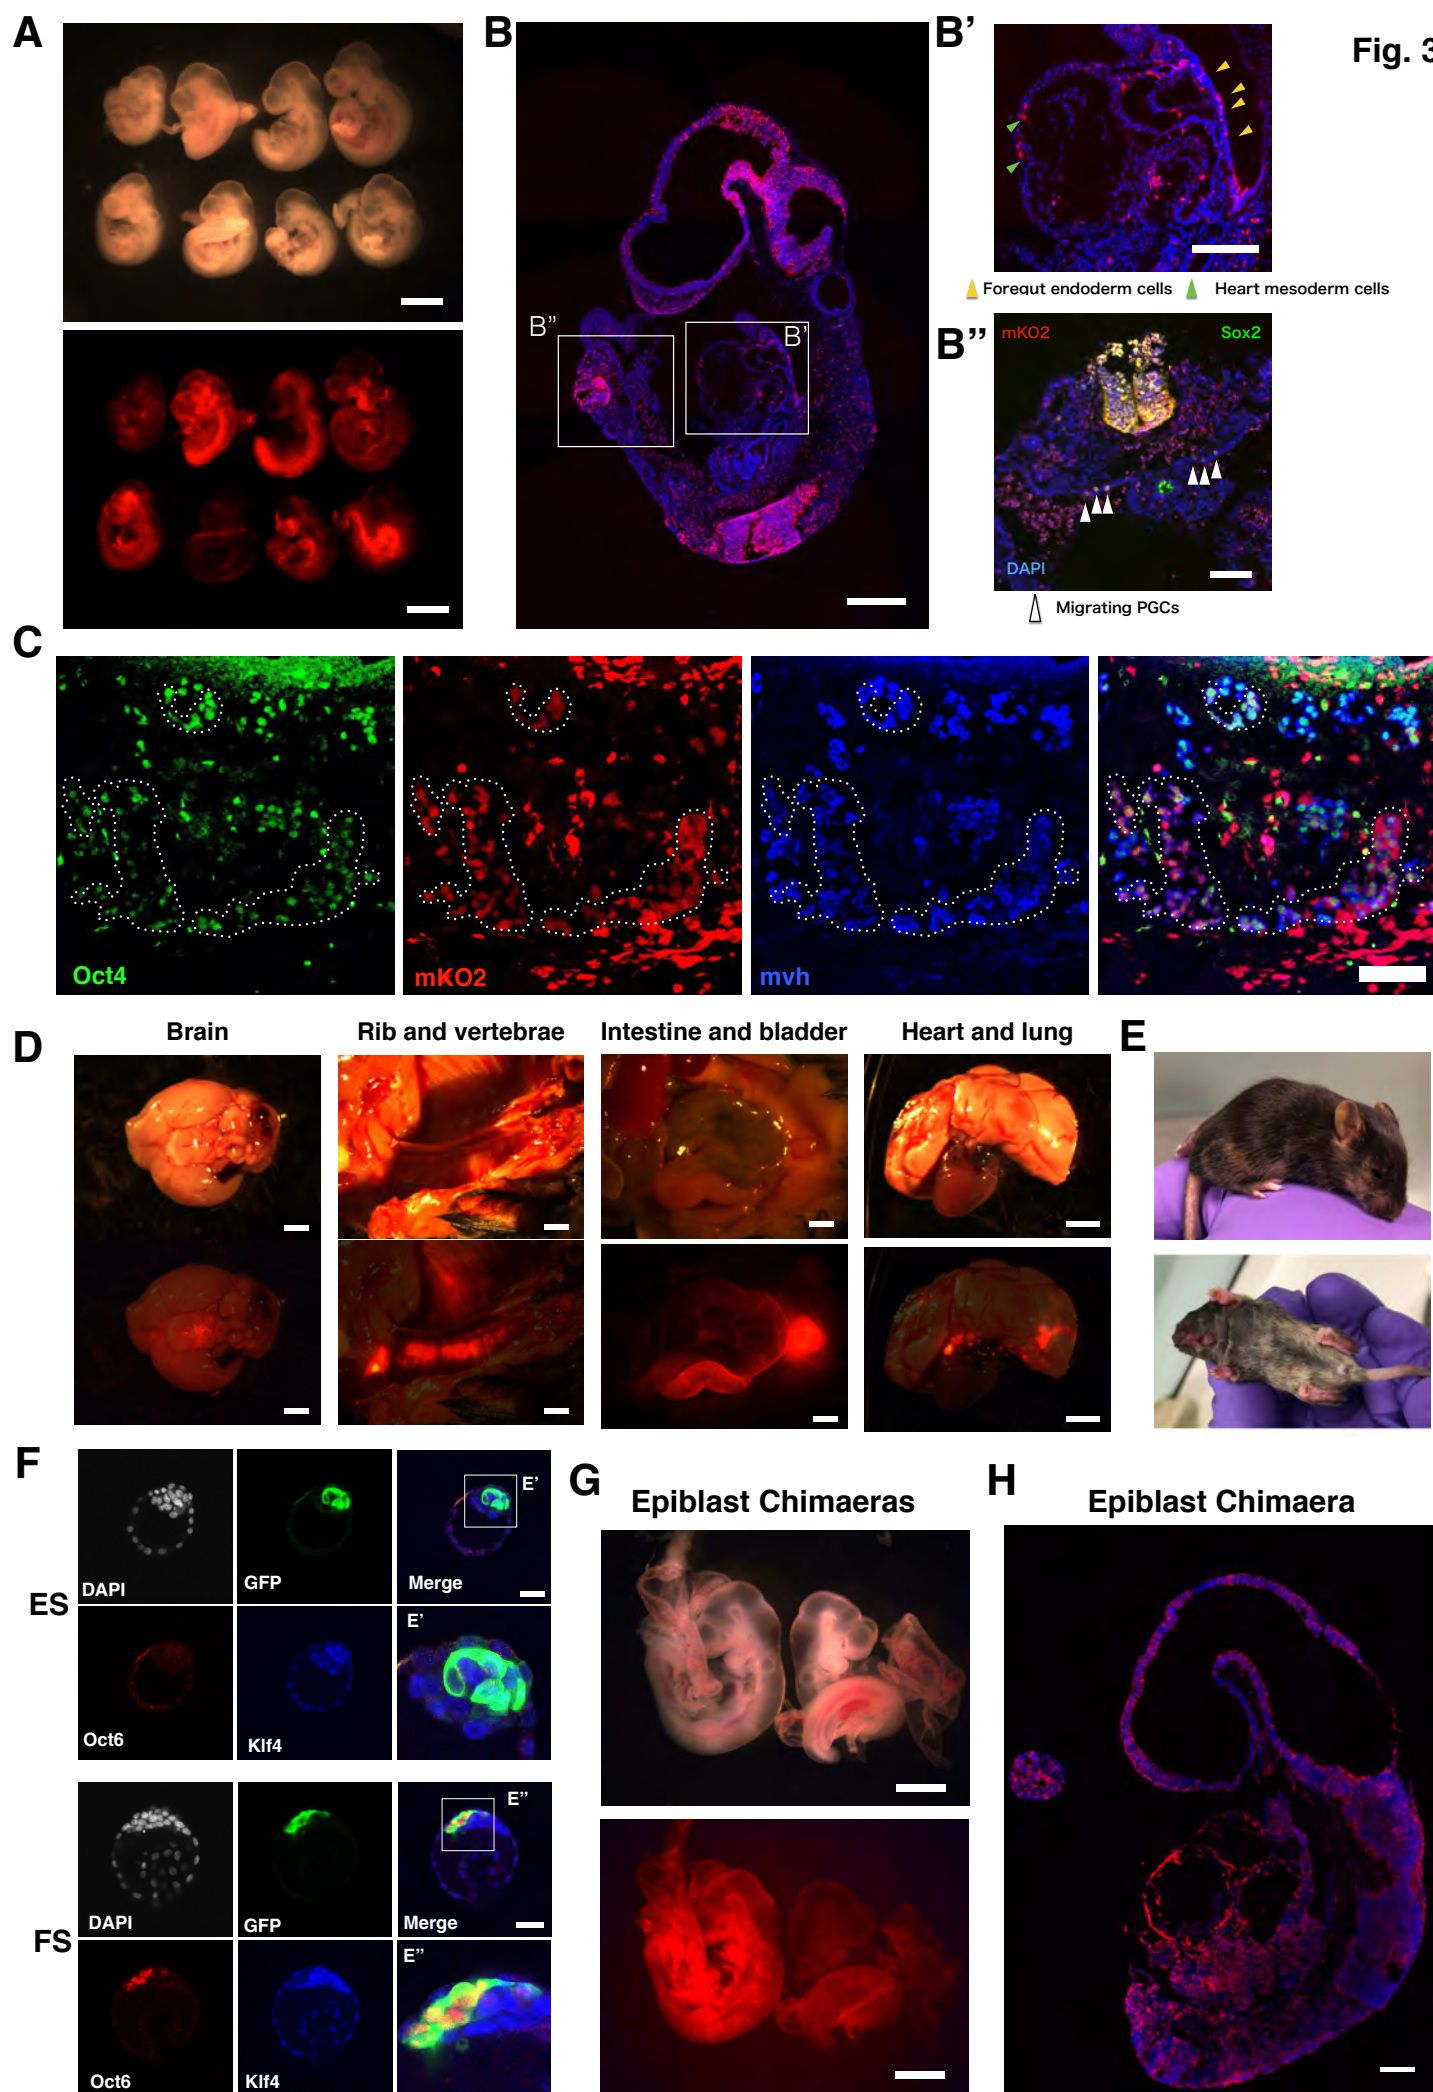 A
B
B'
Fig. 3
B"
B'
Foregut endoderm cells
Heart mesoderm cells
B"
mKO2
Sox2
DAPI
Migrating PGCs
C
Oct4
mKO2
mvh
D
Brain
Rib and vertebrae
Intestine and bladder
Heart and lung
E
F
ES
DAPI
GFP
Merge
E'
Oct6
Klf4
E'
FS
DAPI
GFP
Merge
E"
Oct6
Klf4
E"
G
Epiblast Chimaeras
H
Epiblast Chimaera